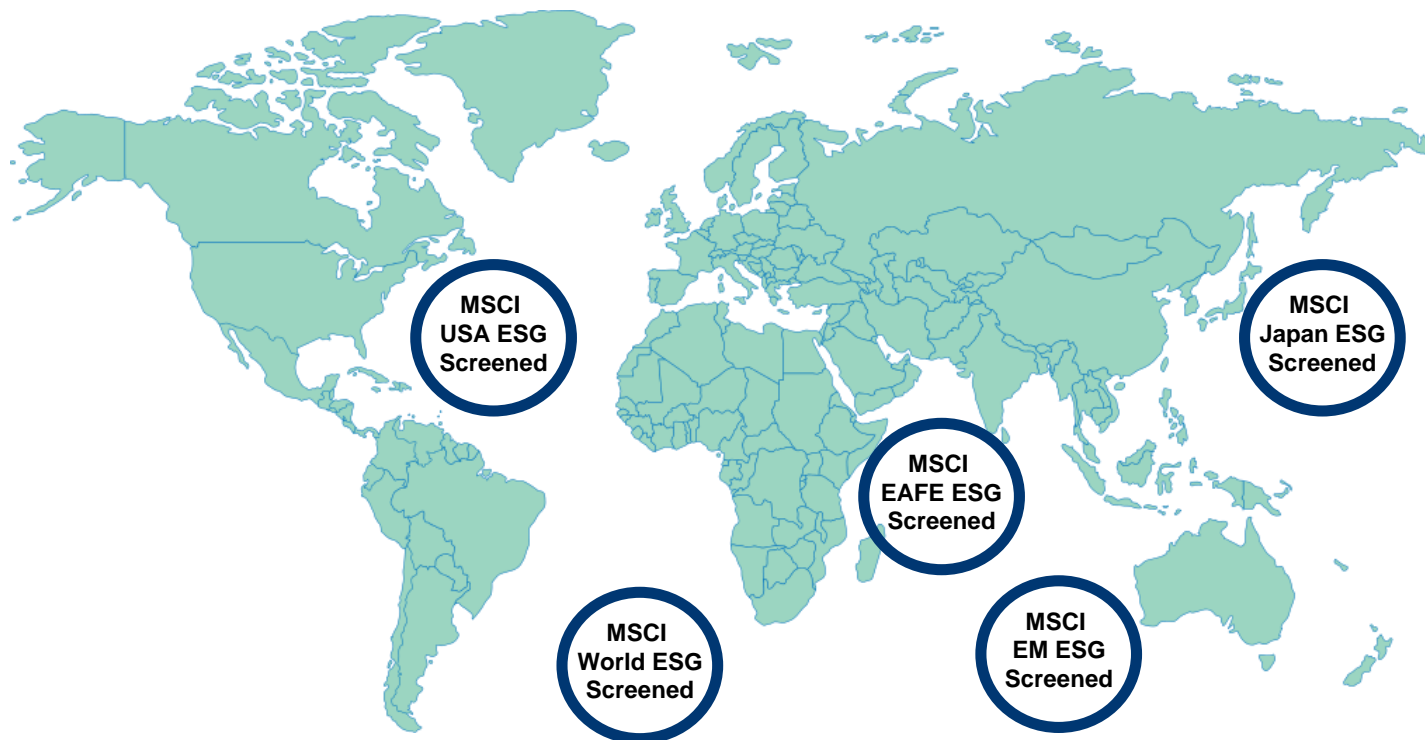 MSCI
USA ESG
Screened
MSCI
Japan ESG
Screened
MSCI
EAFE ESG
Screened
MSCI
World ESG
Screened
MSCI
EM ESG
Screened